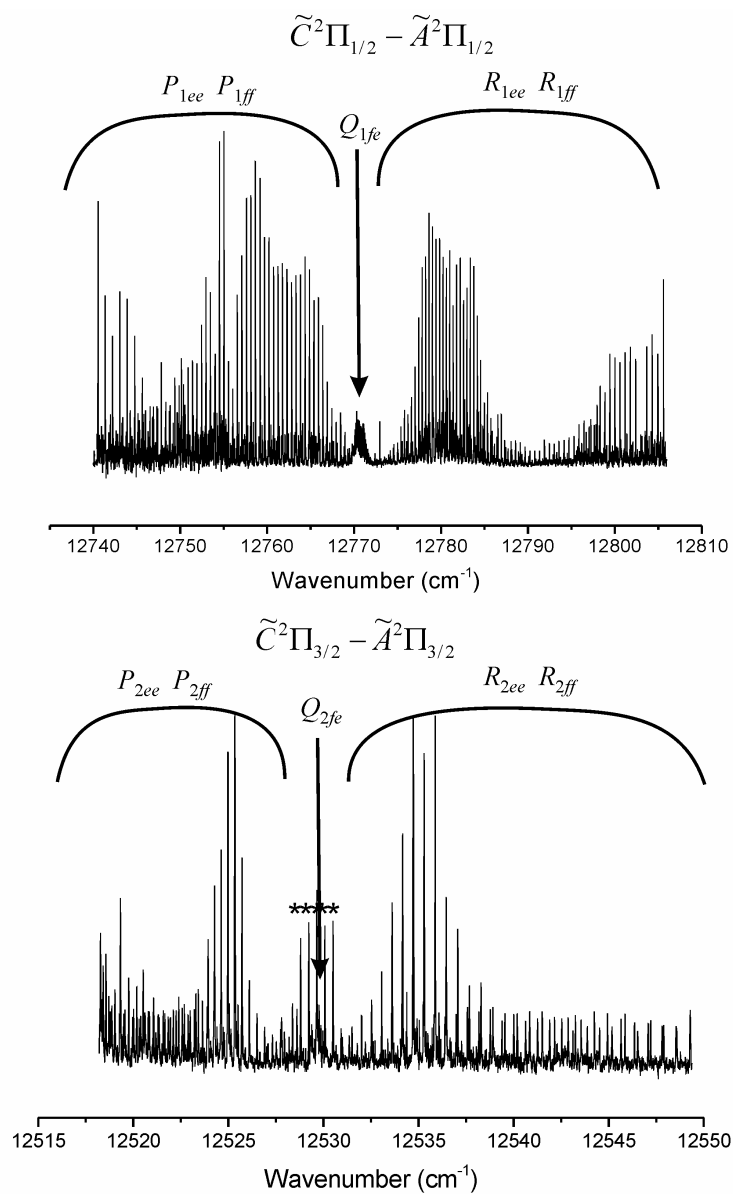 C̃²Π₁/₂ − Ã²Π₁/₂
P₁ee P₁ff
Q₁fe
R₁ee R₁ff
12740 12750 12760 12770 12780 12790 12800 12810
Wavenumber (cm⁻¹)
C̃²Π₃/₂ − Ã²Π₃/₂
P₂ee P₂ff
Q₂fe
R₂ee R₂ff
****
12515 12520 12525 12530 12535 12540 12545 12550
Wavenumber (cm⁻¹)